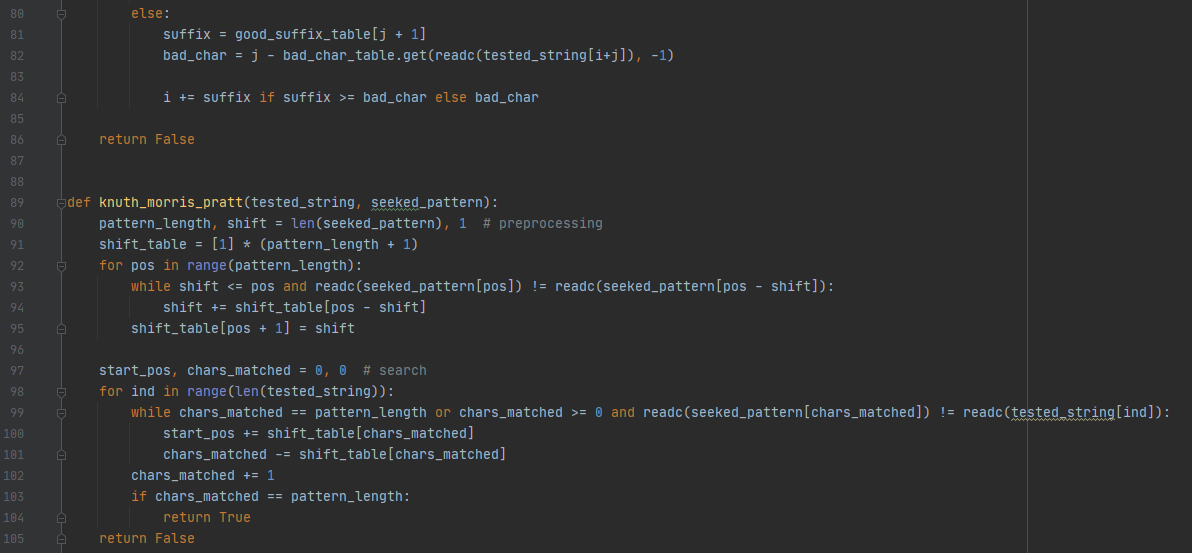 80 else:
81 suffix = good_suffix_table[j + 1]
82 bad_char = j - bad_char_table.get(readc(tested_string[i+j]), -1)
83
84 i += suffix if suffix >= bad_char else bad_char
85
86 return False
87
88
89 def knuth_morris_pratt(tested_string, seeked_pattern):
90 pattern_length, shift = len(seeked_pattern), 1  # preprocessing
91 shift_table = [1] * (pattern_length + 1)
92 for pos in range(pattern_length):
93 while shift <= pos and readc(seeked_pattern[pos]) != readc(seeked_pattern[pos - shift]):
94 shift += shift_table[pos - shift]
95 shift_table[pos + 1] = shift
96
97 start_pos, chars_matched = 0, 0  # search
98 for ind in range(len(tested_string)):
99 while chars_matched == pattern_length or chars_matched >= 0 and readc(seeked_pattern[chars_matched]) != readc(tested_string[ind]):
100 start_pos += shift_table[chars_matched]
101 chars_matched -= shift_table[chars_matched]
102 chars_matched += 1
103 if chars_matched == pattern_length:
104 return True
105 return False